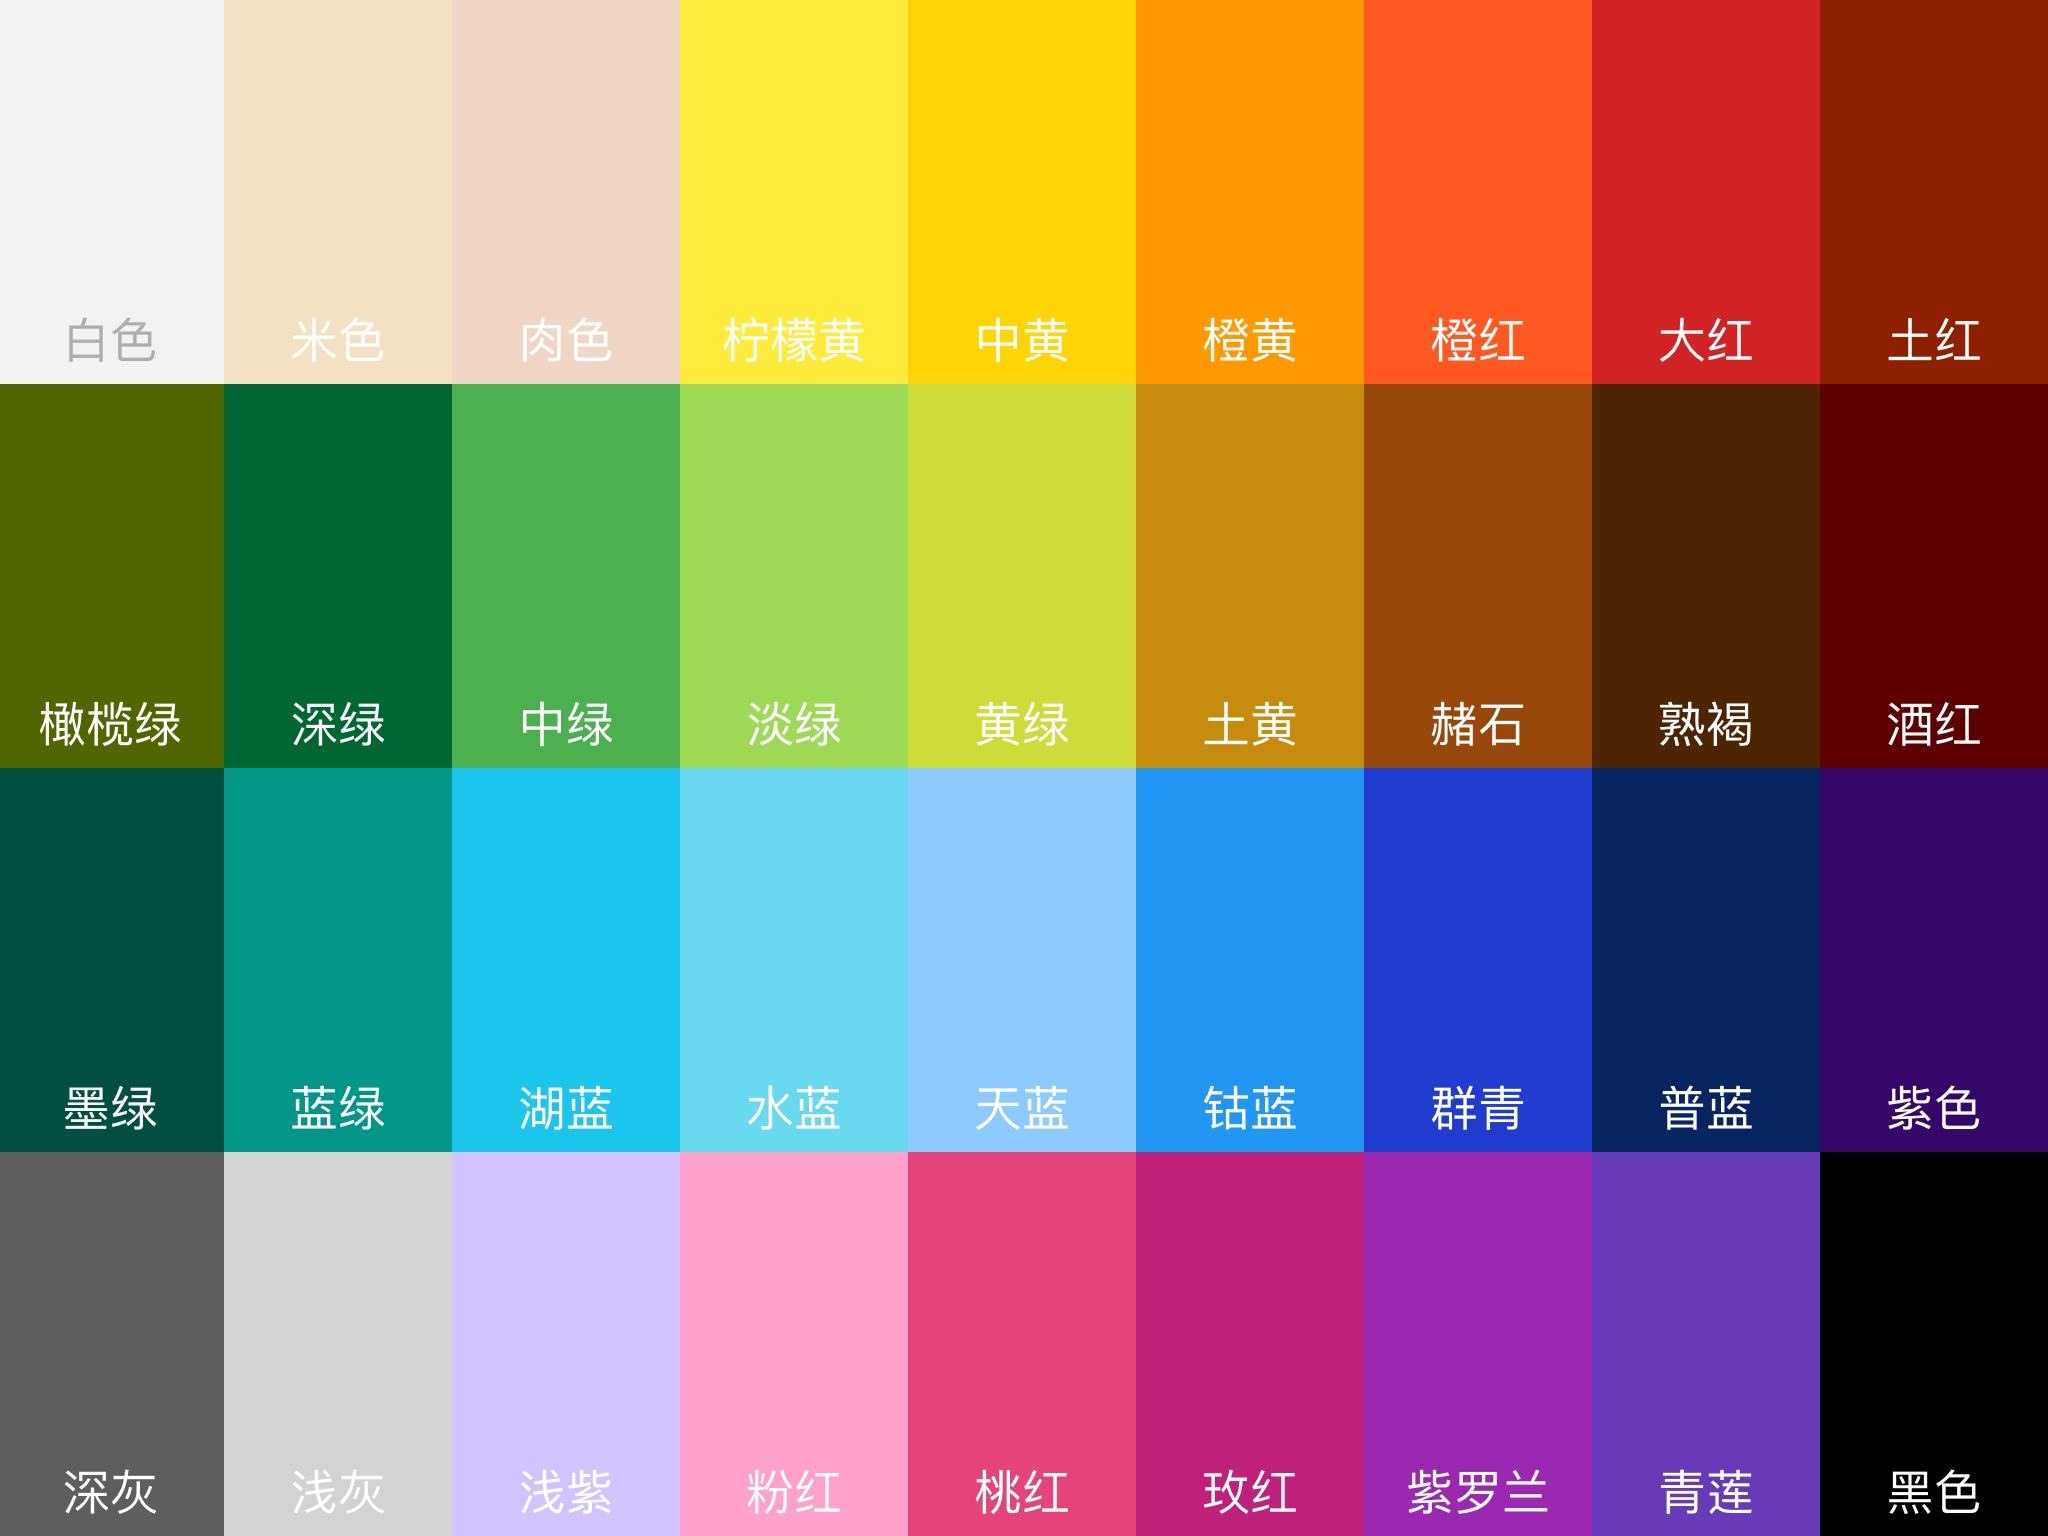 白色 米色 肉色 柠檬黄 中黄 橙黄 橙红 大红 土红
橄榄绿 深绿 中绿 淡绿 黄绿 土黄 赭石 熟褐 酒红
墨绿 蓝绿 湖蓝 水蓝 天蓝 钴蓝 群青 普蓝 紫色
深灰 浅灰 浅紫 粉红 桃红 玫红 紫罗兰 青莲 黑色